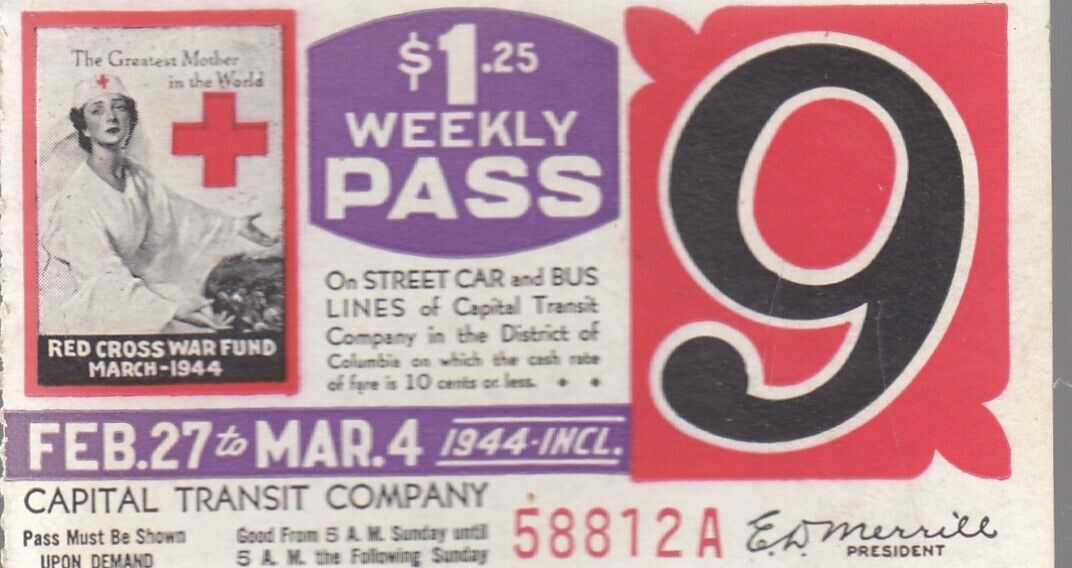 The Greatest Mother
in the World
RED CROSS WAR FUND
MARCH-1944
$1.25
WEEKLY
PASS
On STREET CAR and BUS
LINES of Capital Transit
Company in the District of
Columbia on which the cash rate
of fare is 10 cents or less.
9
FEB.27 to MAR.4 1944-INCL.
CAPITAL TRANSIT COMPANY
Pass Must Be Shown
UPON DEMAND
Good From 5 A.M. Sunday until
5 A.M. the Following Sunday
58812A
E.D. Merrill
PRESIDENT